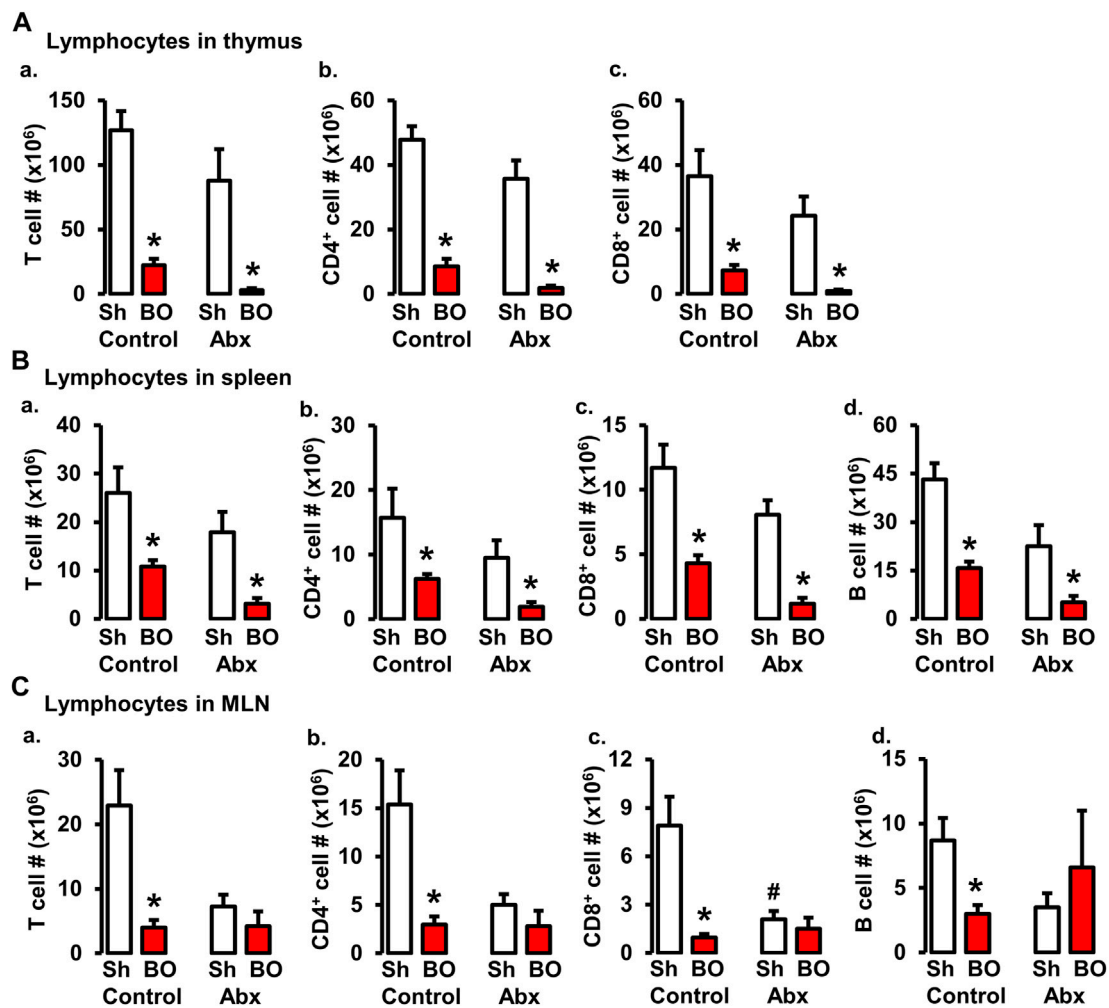 A
Lymphocytes in thymus
a.
T cell # (x10⁶)
150
100
50
0
*
*
Sh BO Sh BO
Control Abx
b.
CD4⁺ cell # (x10⁶)
60
40
20
0
*
*
Sh BO Sh BO
Control Abx
c.
CD8⁺ cell # (x10⁶)
60
40
20
0
*
*
Sh BO Sh BO
Control Abx
B
Lymphocytes in spleen
a.
T cell # (x10⁶)
40
30
20
10
0
*
*
Sh BO Sh BO
Control Abx
b.
CD4⁺ cell # (x10⁶)
30
20
10
0
*
*
Sh BO Sh BO
Control Abx
c.
CD8⁺ cell # (x10⁶)
15
10
5
0
*
*
Sh BO Sh BO
Control Abx
d.
B cell # (x10⁶)
60
45
30
15
0
*
*
Sh BO Sh BO
Control Abx
C
Lymphocytes in MLN
a.
T cell # (x10⁶)
30
20
10
0
*
Sh BO Sh BO
Control Abx
b.
CD4⁺ cell # (x10⁶)
20
15
10
5
0
*
Sh BO Sh BO
Control Abx
c.
CD8⁺ cell # (x10⁶)
12
9
6
3
0
*
#
Sh BO Sh BO
Control Abx
d.
B cell # (x10⁶)
15
10
5
0
*
Sh BO Sh BO
Control Abx